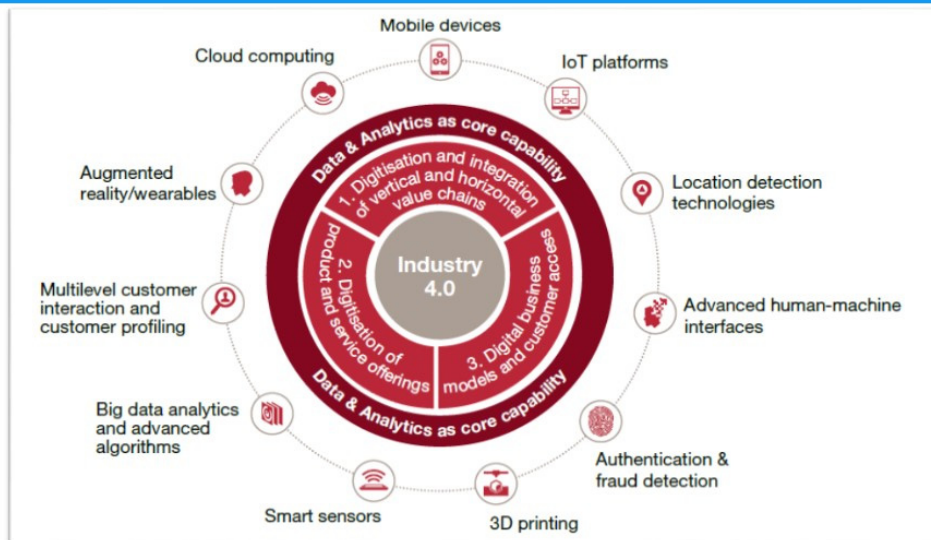 Mobile devices
Cloud computing
IoT platforms
Augmented
reality/wearables
Location detection
technologies
Multilevel customer
interaction and
customer profiling
Advanced human-machine
interfaces
Big data analytics
and advanced
algorithms
Authentication &
fraud detection
Smart sensors
3D printing
Data & Analytics as core capability
1. Digitisation and integration
of vertical and horizontal
value chains
2. Digitisation of
product and service offerings
3. Digital business
models and customer access
Industry
4.0
Data & Analytics as core capability